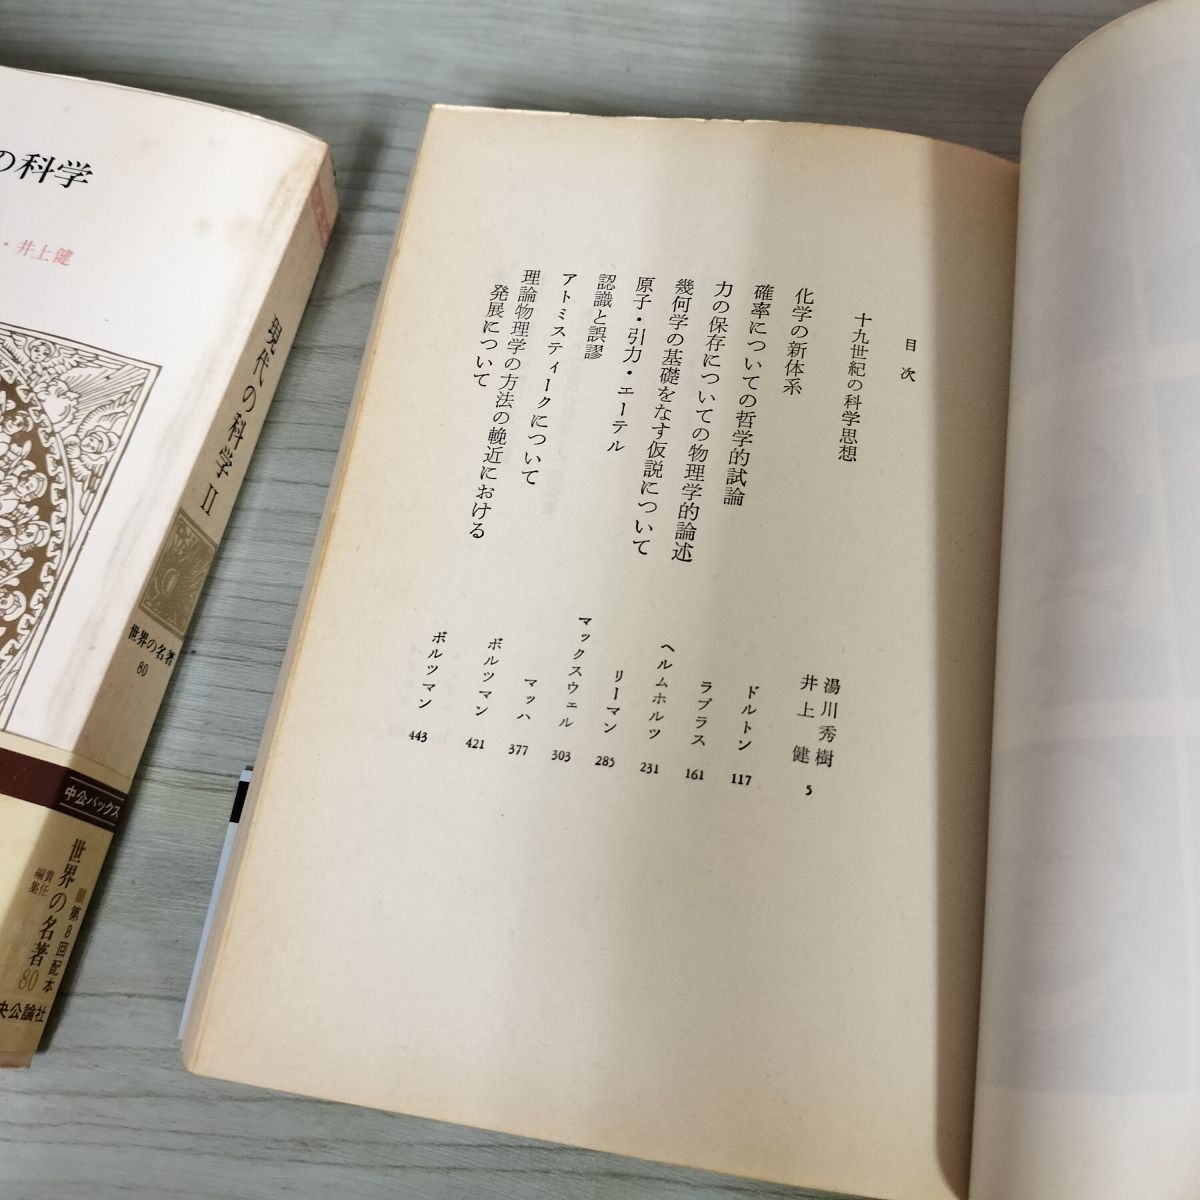 目次
十九世紀の科学思想
湯川秀樹
井上健 5
化学の新体系
ドルトン 117
確率についての哲学的試論
ラプラス 161
力の保存についての物理学的論述
ヘルムホルツ 231
幾何学の基礎をなす仮説について
リーマン 285
原子・引力・エーテル
マックスウェル 303
認識と誤謬
マッハ 377
アトミスティークについて
ボルツマン 421
理論物理学の方法の輓近における
発展について
ボルツマン 443
の科学
・井上健
現代の科学 II
世界の名著
80
中公バックス
世界の名著 80
責任
編集
第8回配本
央公論社